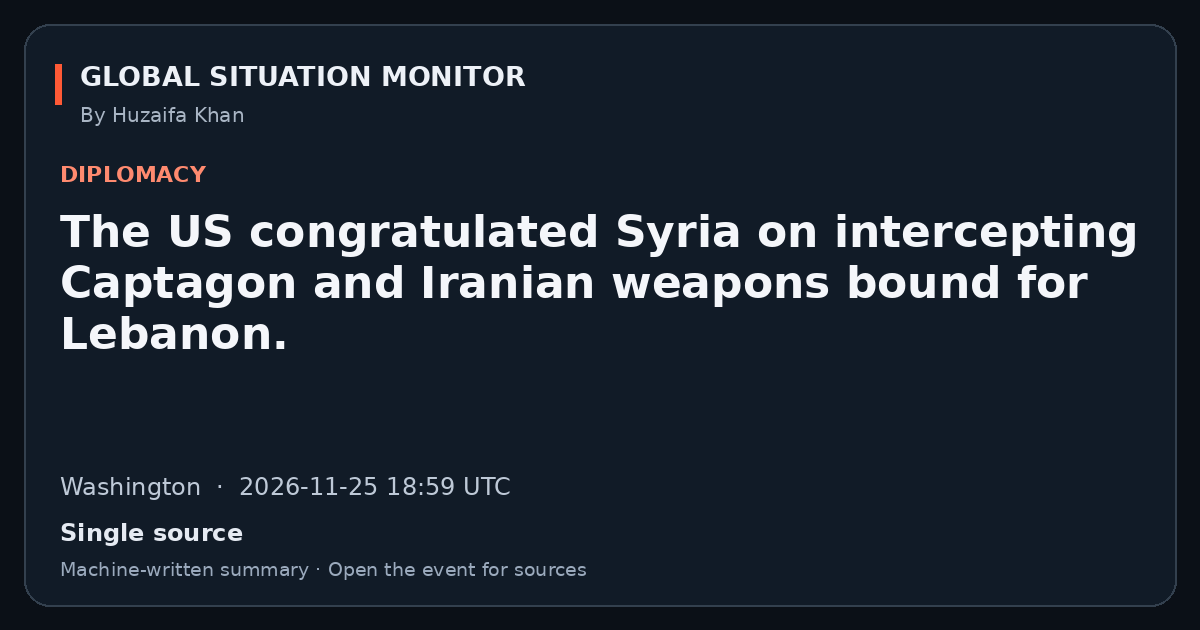 GLOBAL SITUATION MONITOR
By Huzaifa Khan
DIPLOMACY
The US congratulated Syria on intercepting
Captagon and Iranian weapons bound for
Lebanon.
Washington · 2026-11-25 18:59 UTC
Single source
Machine-written summary · Open the event for sources